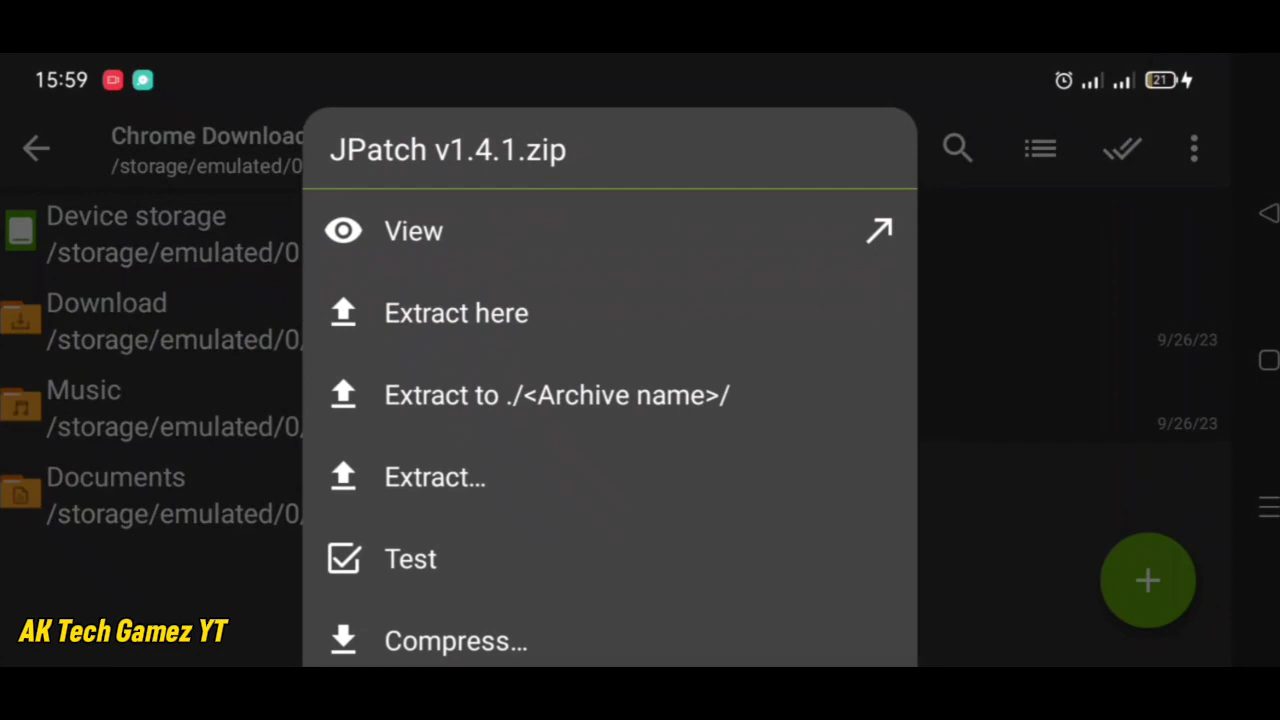 15:59
21
Chrome Download
/storage/emulated/0
JPatch v1.4.1.zip
Device storage
/storage/emulated/0
Download
/storage/emulated/0/
Music
/storage/emulated/0/
Documents
/storage/emulated/0/
View
Extract here
Extract to ./<Archive name>/
Extract...
Test
Compress...
9/26/23
9/26/23
AK Tech Gamez YT